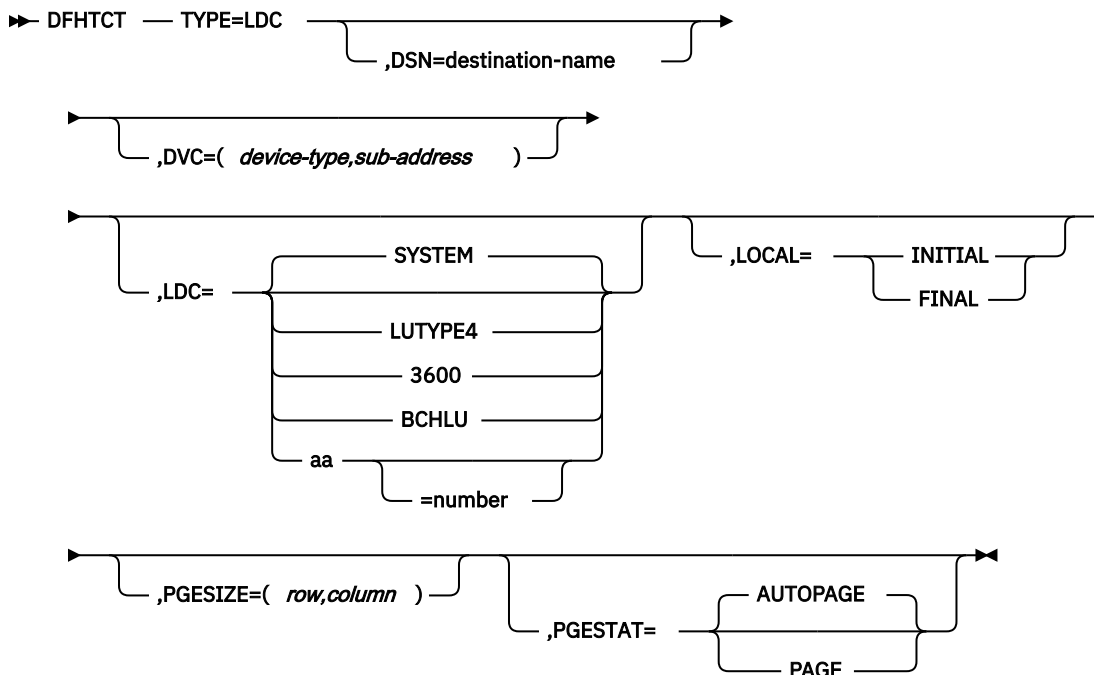 DFHTCT TYPE=LDC
,DSN=destination-name
,DVC=( device-type,sub-address )
SYSTEM
,LDC=
LUTYPE4
3600
BCHLU
aa
=number
,LOCAL= INITIAL
FINAL
,PGESIZE=( row,column )
AUTOPAGE
,PGESTAT=
PAGE